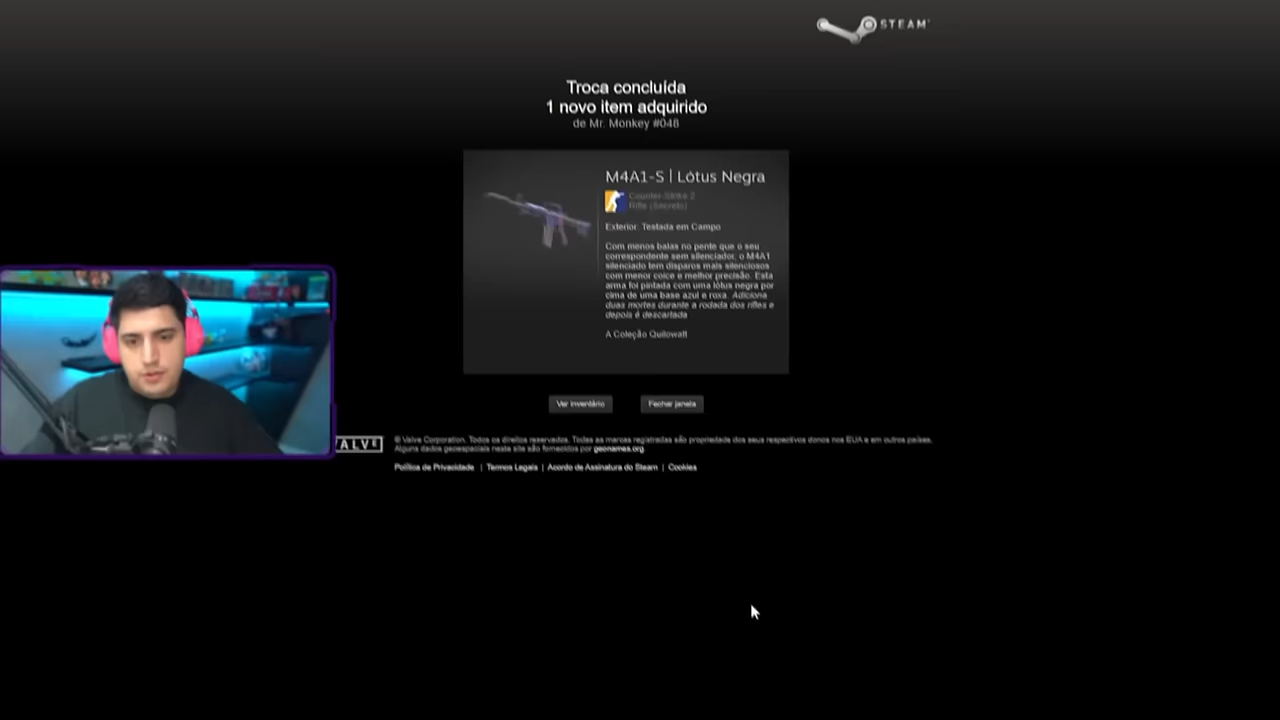 STEAM
Troca concluída
1 novo item adquirido
de Mr. Monkey #048
M4A1-S | Lótus Negra
Counter-Strike 2
Rifle (Secreto)
Exterior: Testada em Campo
Com menos balas no pente que o seu
correspondente sem silenciador, o M4A1
silenciado tem disparos mais silenciosos
com menor coice e melhor precisão. Esta
arma foi pintada com uma lótus negra por
cima de uma base azul e roxa. Adiciona
duas mortes durante a rodada dos rifles e
depois é descartada
A Coleção Quilowatt
Ver inventário
Fechar janela
ALVE
© Valve Corporation. Todos os direitos reservados. Todas as marcas registradas são propriedade dos seus respectivos donos nos EUA e em outros países.
Alguns dados geoespaciais neste site são fornecidos por geonames.org.
Política de Privacidade | Termos Legais | Acordo de Assinatura do Steam | Cookies